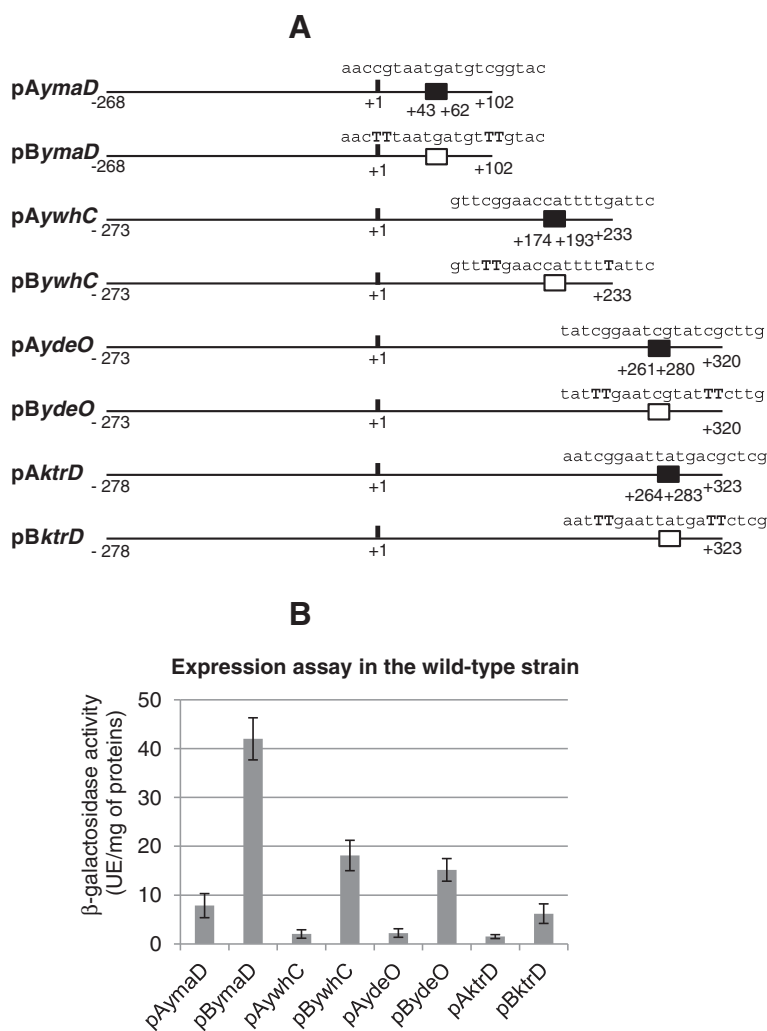 A
aaccgtaatgatgtcggtac
pAymaD
-268
+1
+43 +62
+102
aacTTtaatgatgtTTgtac
pBymaD
-268
+1
+102
gttcggaaccattttgattc
pAywhC
- 273
+1
+174 +193
+233
gttTTgaaccattttTattc
pBywhC
- 273
+1
+233
tatcggaatcgtatcgcttg
pAydeO
- 273
+1
+261+280
+320
tatTTgaatcgtatTTcttg
pBydeO
- 273
+1
+320
aatcggaattatgacgctcg
pAktrD
- 278
+1
+264+283
+323
aatTTgaattatgaTTctcg
pBktrD
- 278
+1
+323
B
Expression assay in the wild-type strain
β-galactosidase activity
(UE/mg of proteins)
50
40
30
20
10
0
pAymaD
pBymaD
pAywhC
pBywhC
pAydeO
pBydeO
pAktrD
pBktrD